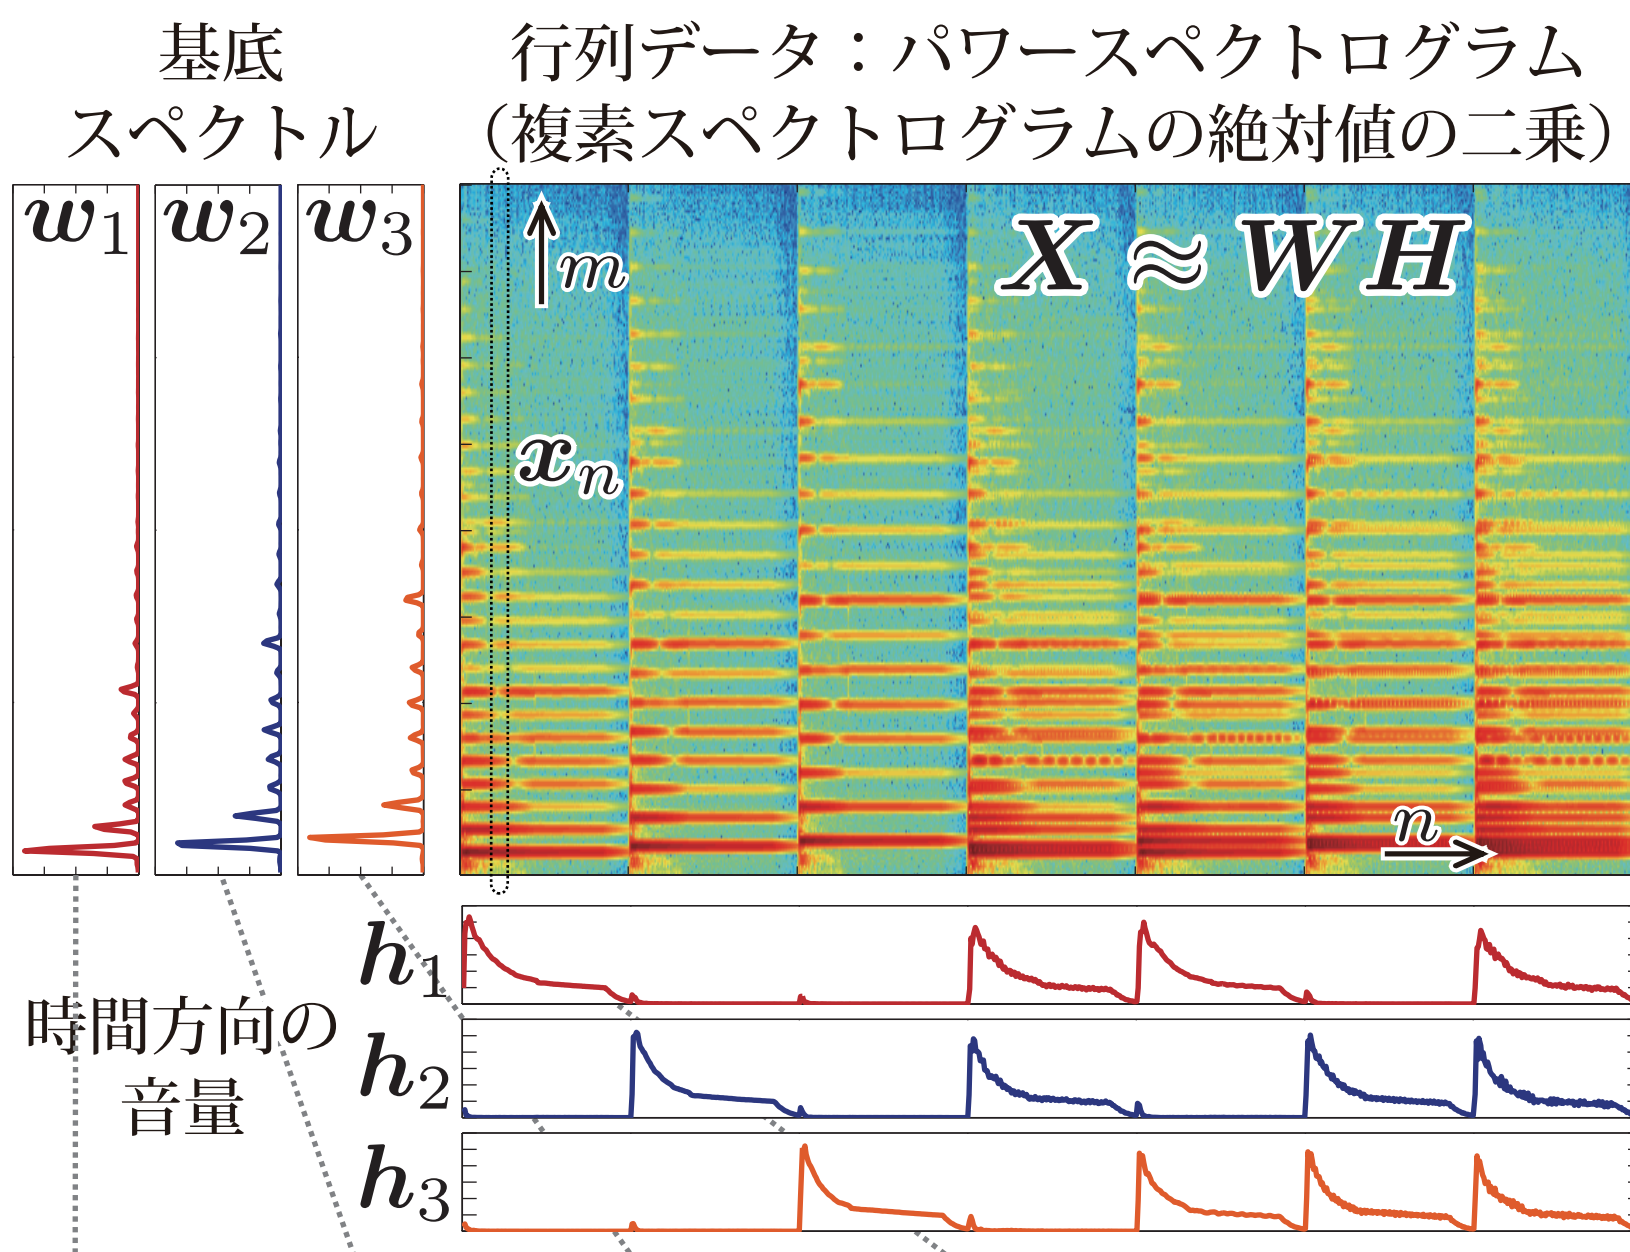 基底
スペクトル
行列データ：パワースペクトログラム
（複素スペクトログラムの絶対値の二乗）
w1
w2
w3
m
X ≈ WH
xn
n
h1
h2
h3
時間方向の
音量